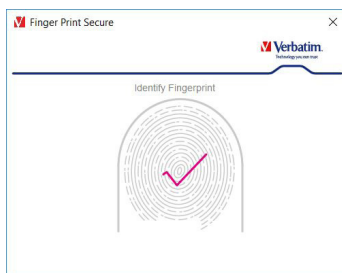 Finger Print Secure
Verbatim.
Technology you can trust
Identify Fingerprint